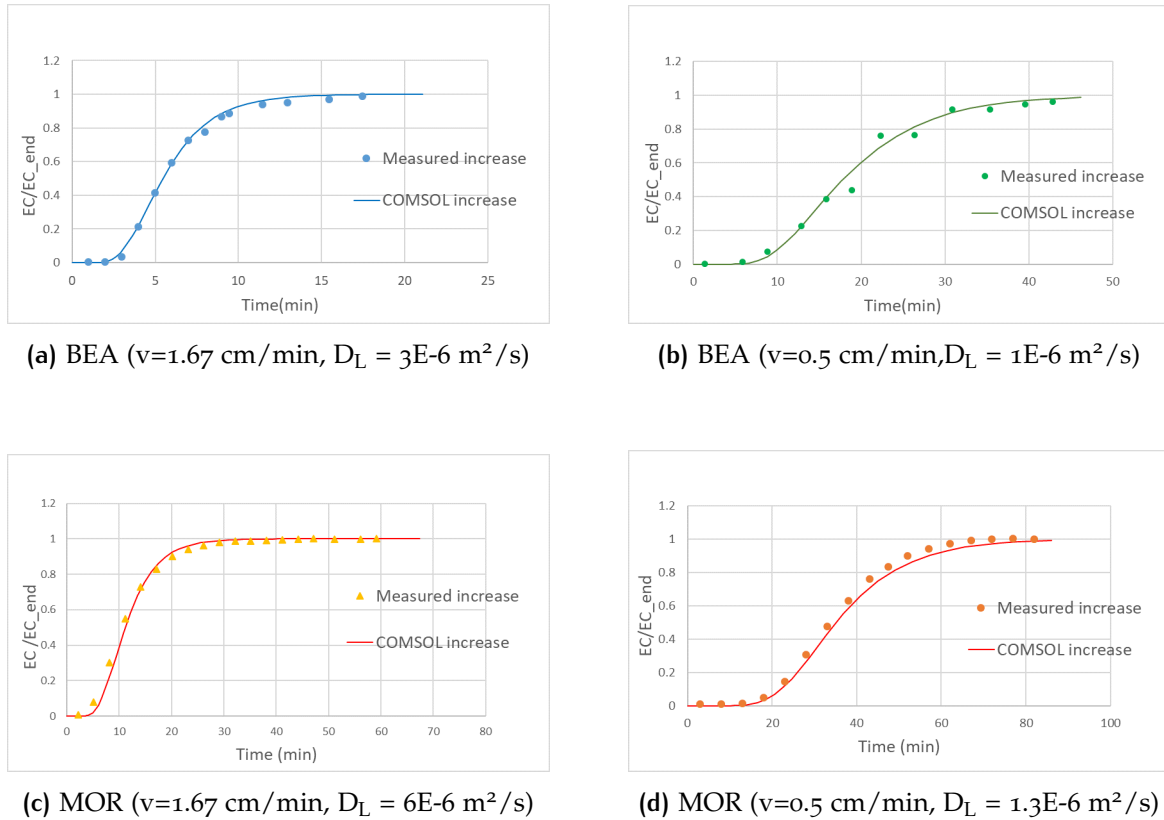 1.2
1
0.8
0.6
0.4
0.2
0
EC/EC_end
Measured increase
COMSOL increase
0 5 10 15 20 25
Time(min)
(a) BEA (v=1.67 cm/min, D_L = 3E-6 m²/s)
1.2
1
0.8
0.6
0.4
0.2
0
EC/EC_end
Measured increase
COMSOL increase
0 10 20 30 40 50
Time(min)
(b) BEA (v=0.5 cm/min,D_L = 1E-6 m²/s)
1.2
1
0.8
0.6
0.4
0.2
0
EC /EC_end
Measured increase
COMSOL increase
0 10 20 30 40 50 60 70 80
Time (min)
(c) MOR (v=1.67 cm/min, D_L = 6E-6 m²/s)
1.2
1
0.8
0.6
0.4
0.2
0
EC/EC_end
Measured increase
COMSOL increase
0 20 40 60 80 100
Time (min)
(d) MOR (v=0.5 cm/min, D_L = 1.3E-6 m²/s)